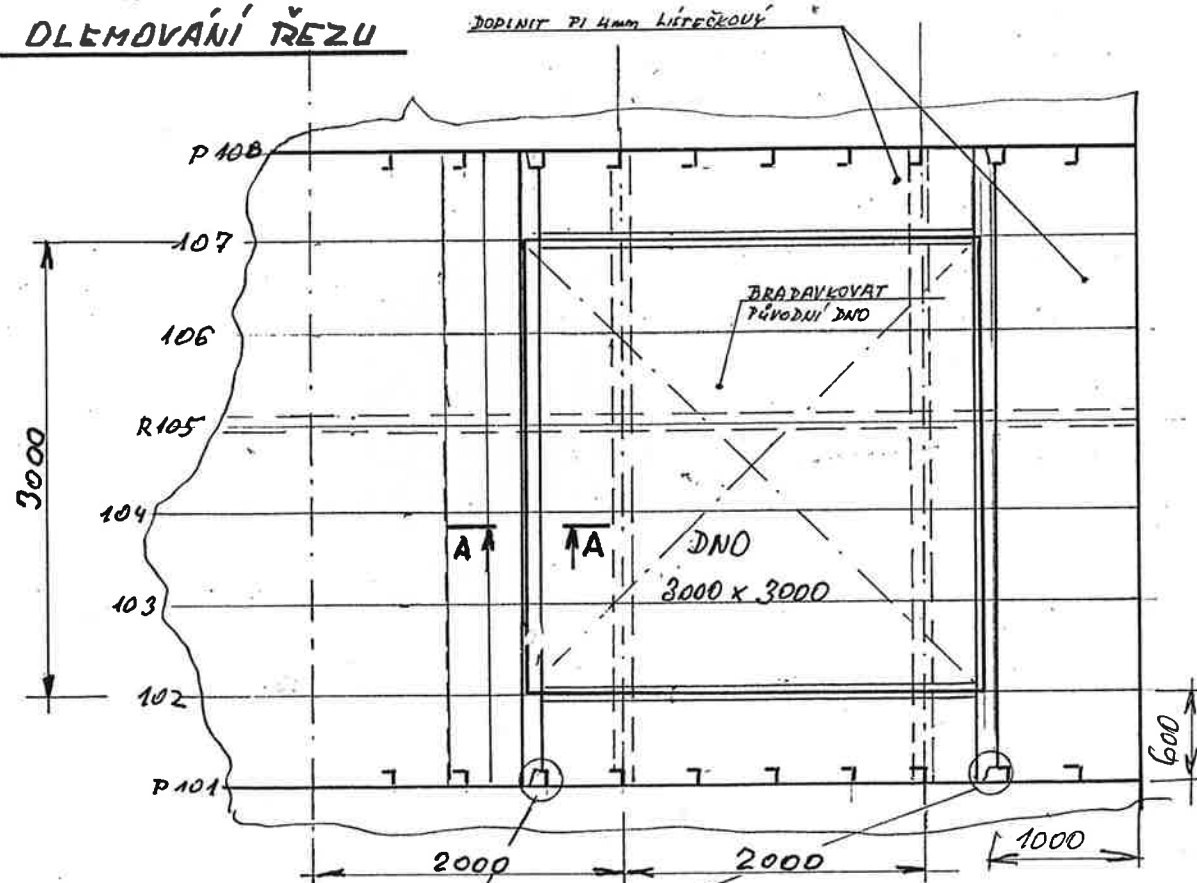 OLEMOVÁNÍ ŘEZU
DOPLNIT Pl 4mm LÍSTEČKOVÝ
P 108
107
BRADAVKOVAT
PŮVODNÍ DNO
106
R105
3000
104
A
A
DNO
3000 x 3000
103
102
600
P 101
2000
2000
1000